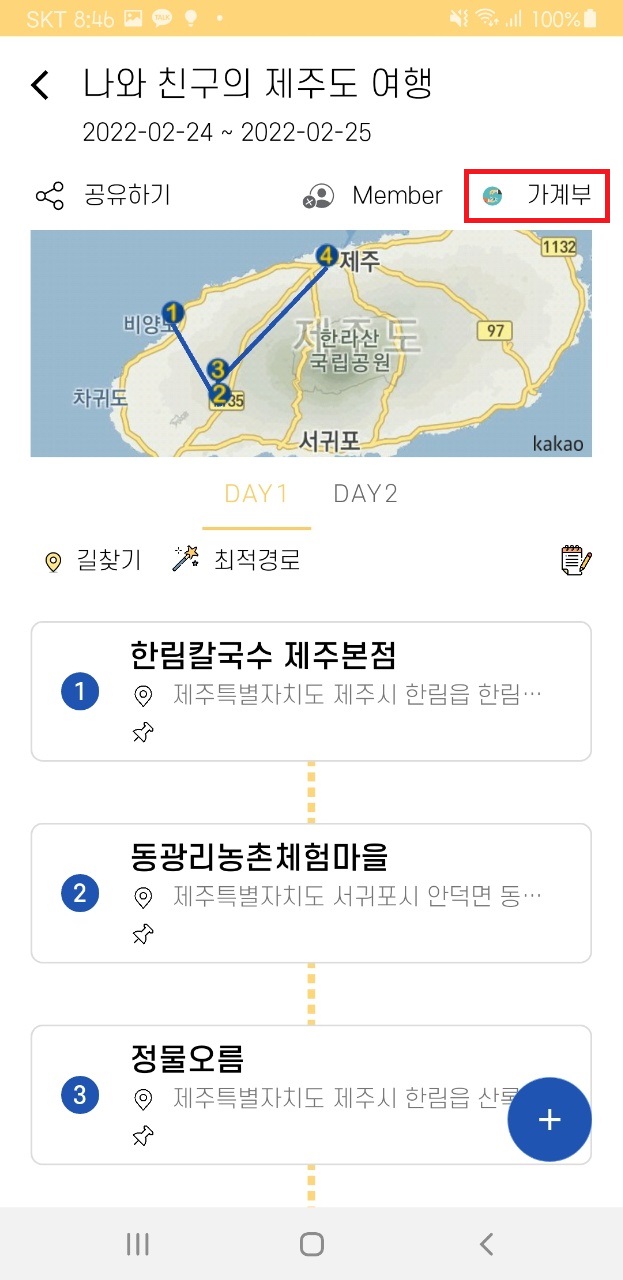 SKT 8:46 TALK 100%
나와 친구의 제주도 여행
2022-02-24 ~ 2022-02-25
공유하기 Member 가계부
1132
4 제주
1
비양도
제주도
97
한라산
국립공원
3
차귀도
2
서귀포
kakao
DAY1 DAY2
길찾기 최적경로
1
한림칼국수 제주본점
제주특별자치도 제주시 한림읍 한림…
2
동광리농촌체험마을
제주특별자치도 서귀포시 안덕면 동…
3
정물오름
제주특별자치도 제주시 한림읍 산록
+